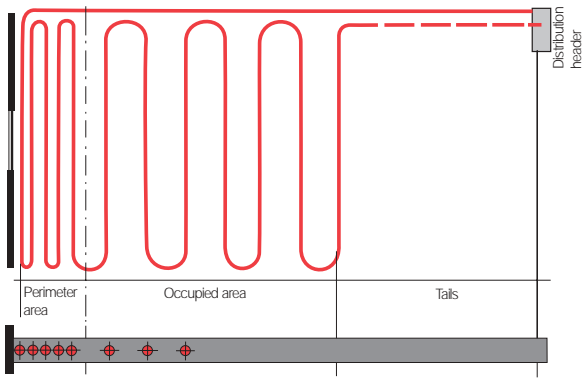 Distribution
header
Perimeter
area
Occupied area
Tails